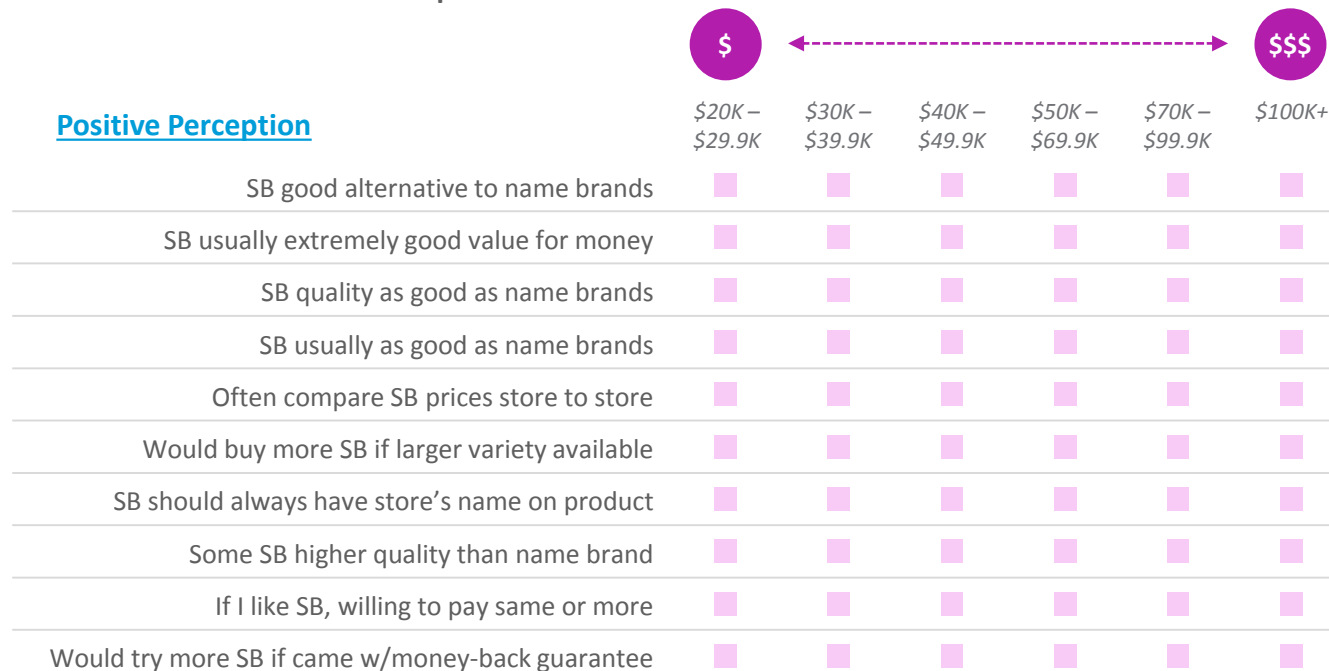 $ $$$
Positive Perception
$20K – $30K – $40K – $50K – $70K – $100K+
$29.9K $39.9K $49.9K $69.9K $99.9K
SB good alternative to name brands
SB usually extremely good value for money
SB quality as good as name brands
SB usually as good as name brands
Often compare SB prices store to store
Would buy more SB if larger variety available
SB should always have store’s name on product
Some SB higher quality than name brand
If I like SB, willing to pay same or more
Would try more SB if came w/money-back guarantee